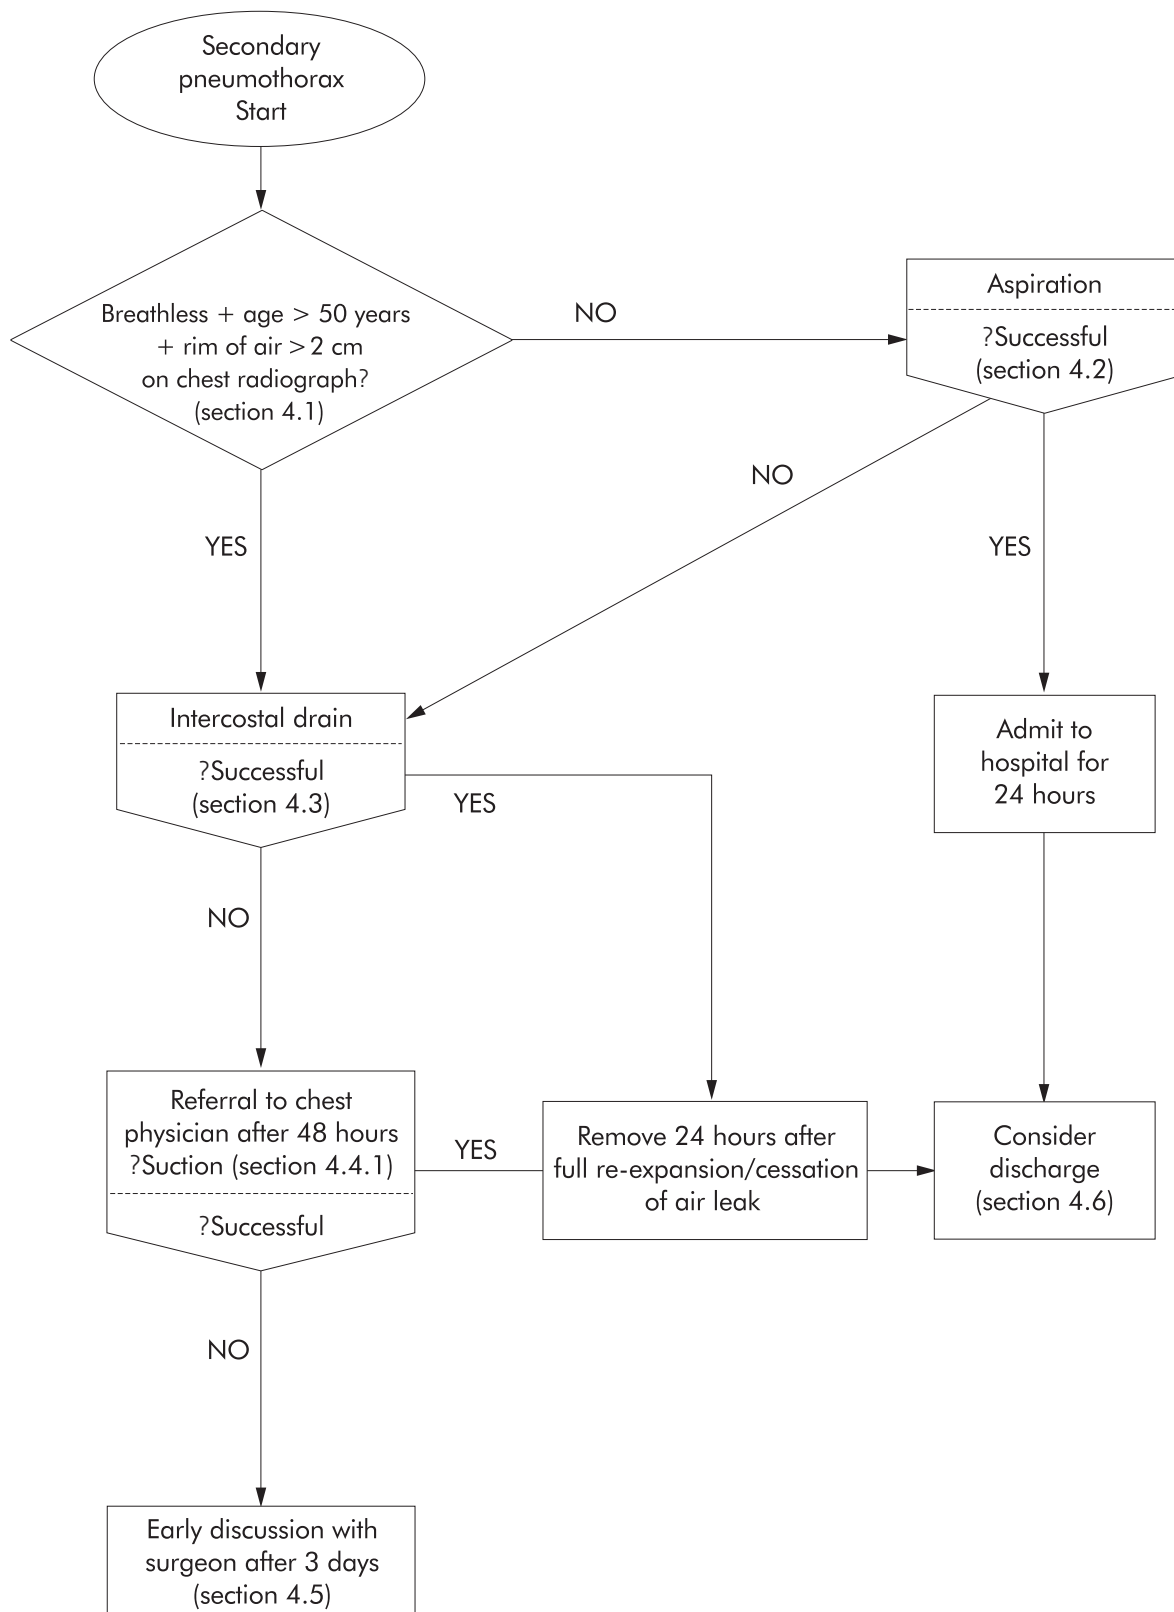 Secondary
pneumothorax
Start
Breathless + age > 50 years
+ rim of air > 2 cm
on chest radiograph?
(section 4.1)
NO
Aspiration
?Successful
(section 4.2)
NO
YES
YES
Intercostal drain
?Successful
(section 4.3)
YES
Admit to
hospital for
24 hours
NO
Referral to chest
physician after 48 hours
?Suction (section 4.4.1)
?Successful
YES
Remove 24 hours after
full re-expansion/cessation
of air leak
Consider
discharge
(section 4.6)
NO
Early discussion with
surgeon after 3 days
(section 4.5)